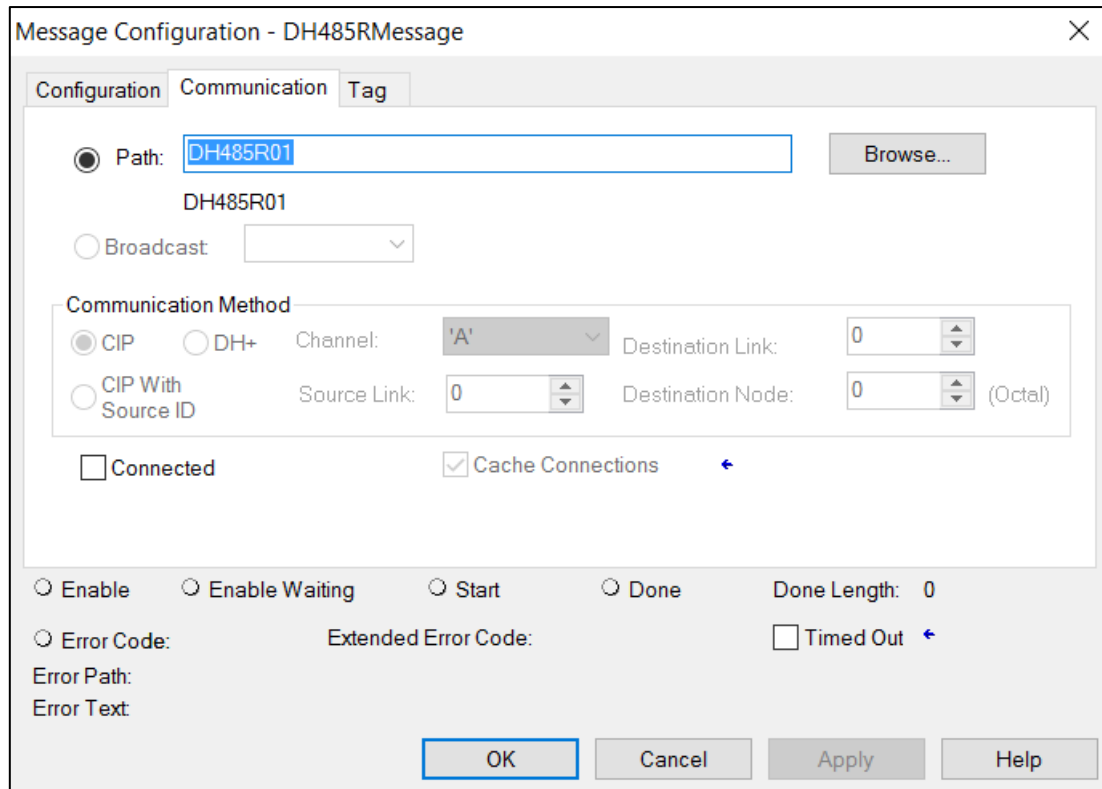 Message Configuration - DH485RMessage
Configuration Communication Tag
Path: DH485R01 Browse...
DH485R01
Broadcast:
Communication Method
CIP DH+ Channel: 'A' Destination Link: 0
CIP With Source ID Source Link: 0 Destination Node: 0 (Octal)
Connected Cache Connections
Enable Enable Waiting Start Done Done Length: 0
Error Code: Extended Error Code: Timed Out
Error Path:
Error Text:
OK Cancel Apply Help